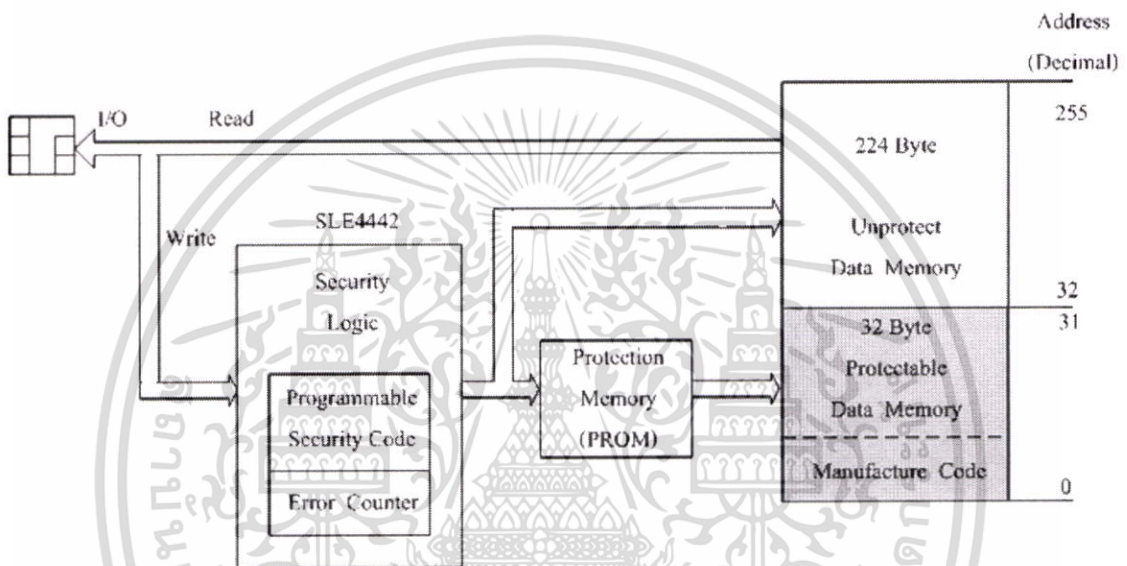 Address
(Decimal)
I/O
Read
255
224 Byte
SLE4442
Write
Unprotect
Security
Data Memory
Logic
32
31
32 Byte
Protection
Protectable
Programmable
Memory
Data Memory
Security Code
(PROM)
Manufacture Code
Error Counter
0